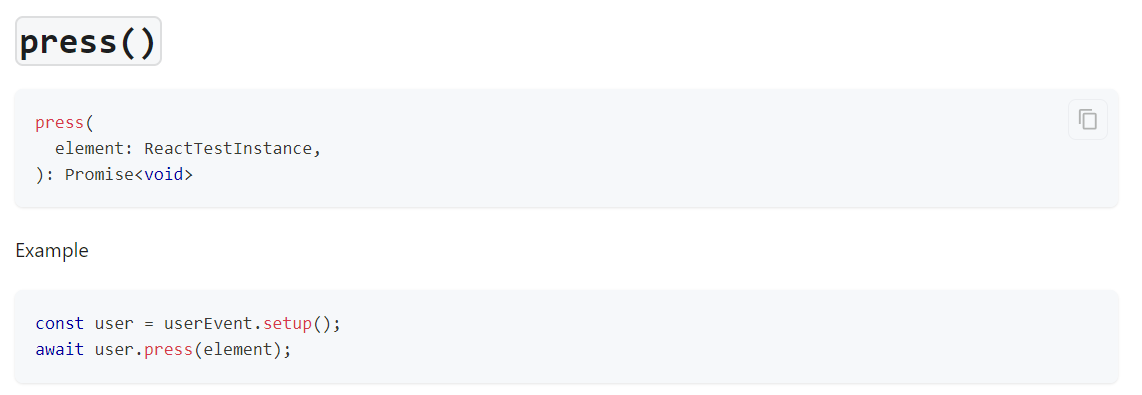 press()
press(
  element: ReactTestInstance,
): Promise<void>
Example
const user = userEvent.setup();
await user.press(element);